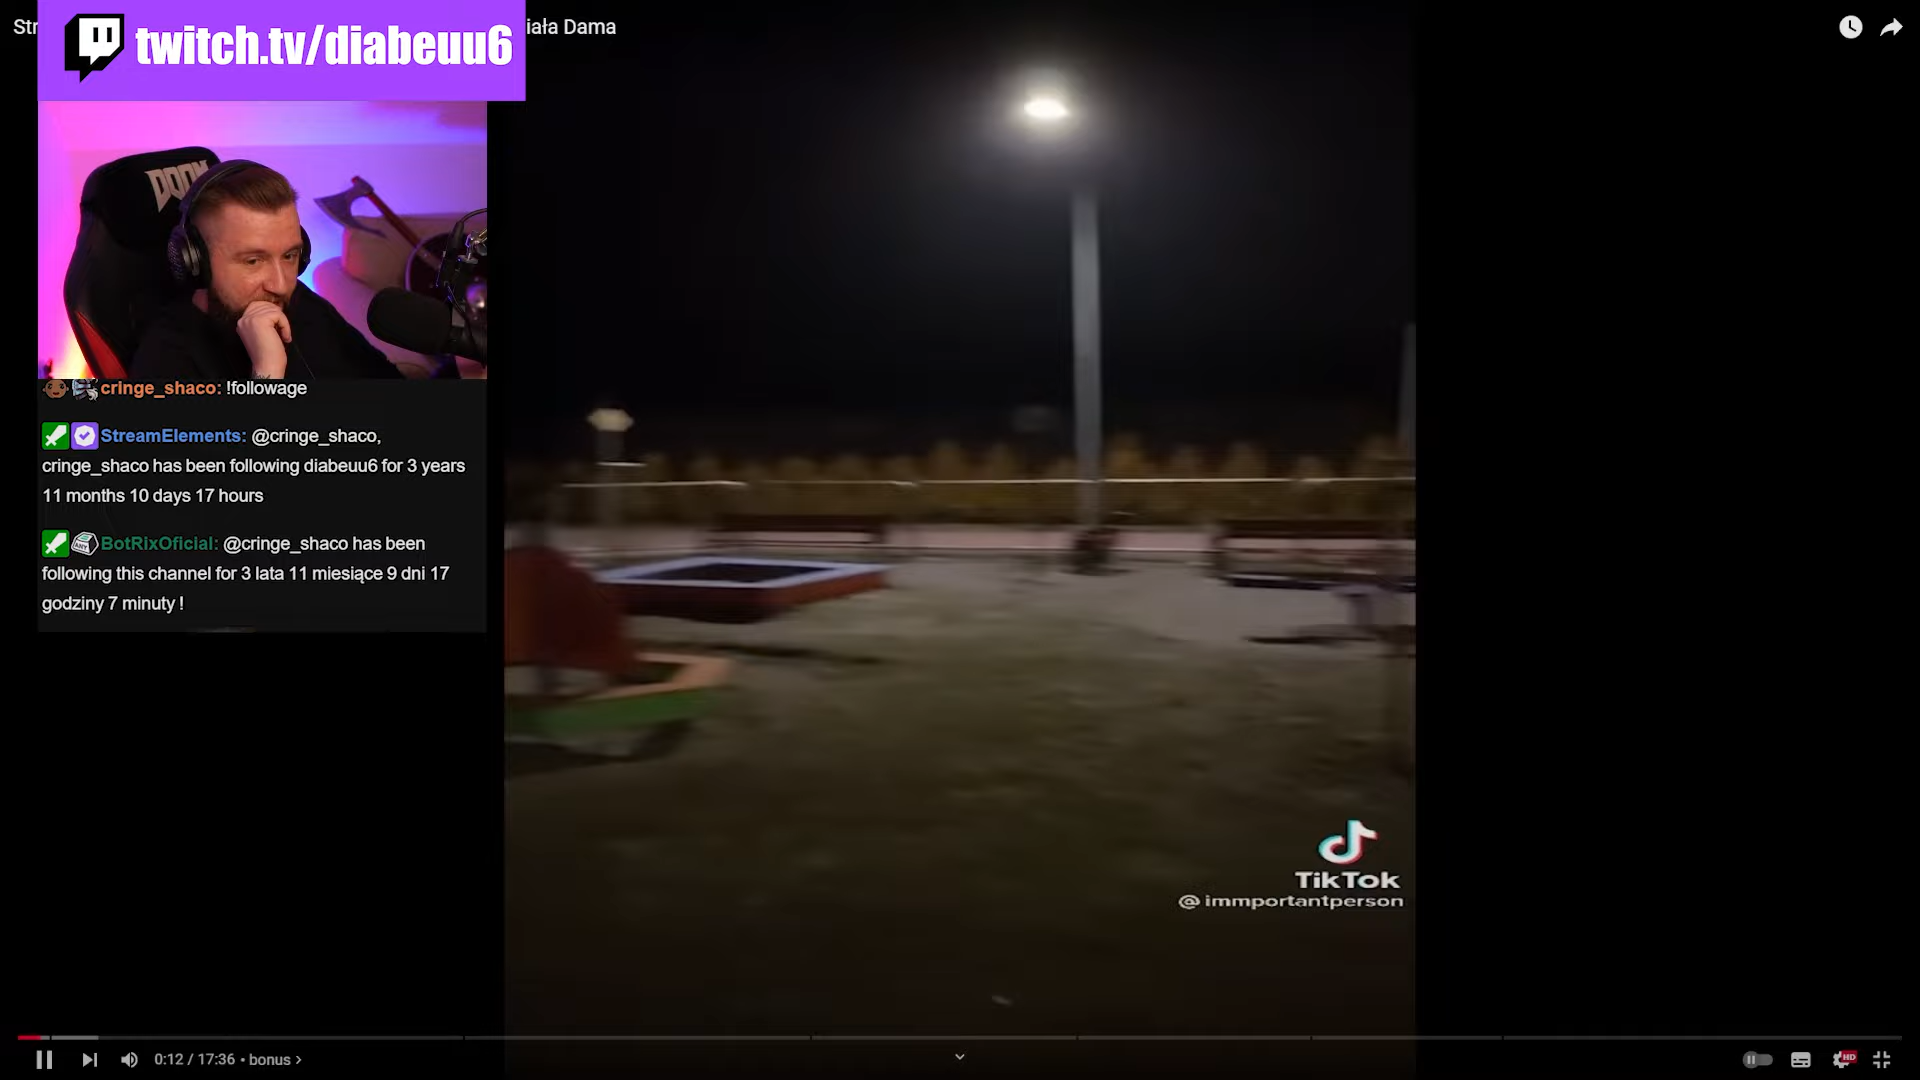 Str
iała Dama
twitch.tv/diabeuu6
DOOM
cringe_shaco: !followage
StreamElements: @cringe_shaco,
cringe_shaco has been following diabeuu6 for 3 years
11 months 10 days 17 hours
BotRixOficial: @cringe_shaco has been
following this channel for 3 lata 11 miesiące 9 dni 17
godziny 7 minuty !
TikTok
@immportantperson
0:12 / 17:36 • bonus >
HD